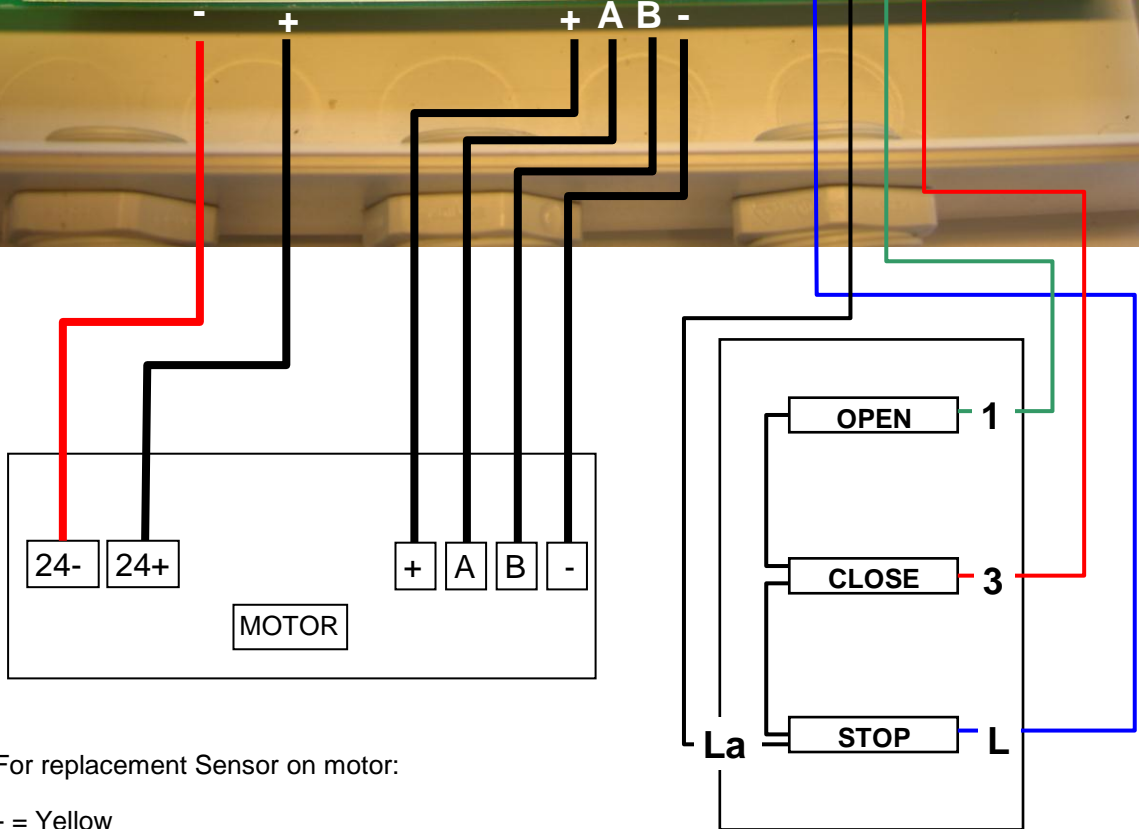 - + + A B -
OPEN 1
24- 24+ + A B -
CLOSE 3
MOTOR
La STOP L
For replacement Sensor on motor:
- = Yellow